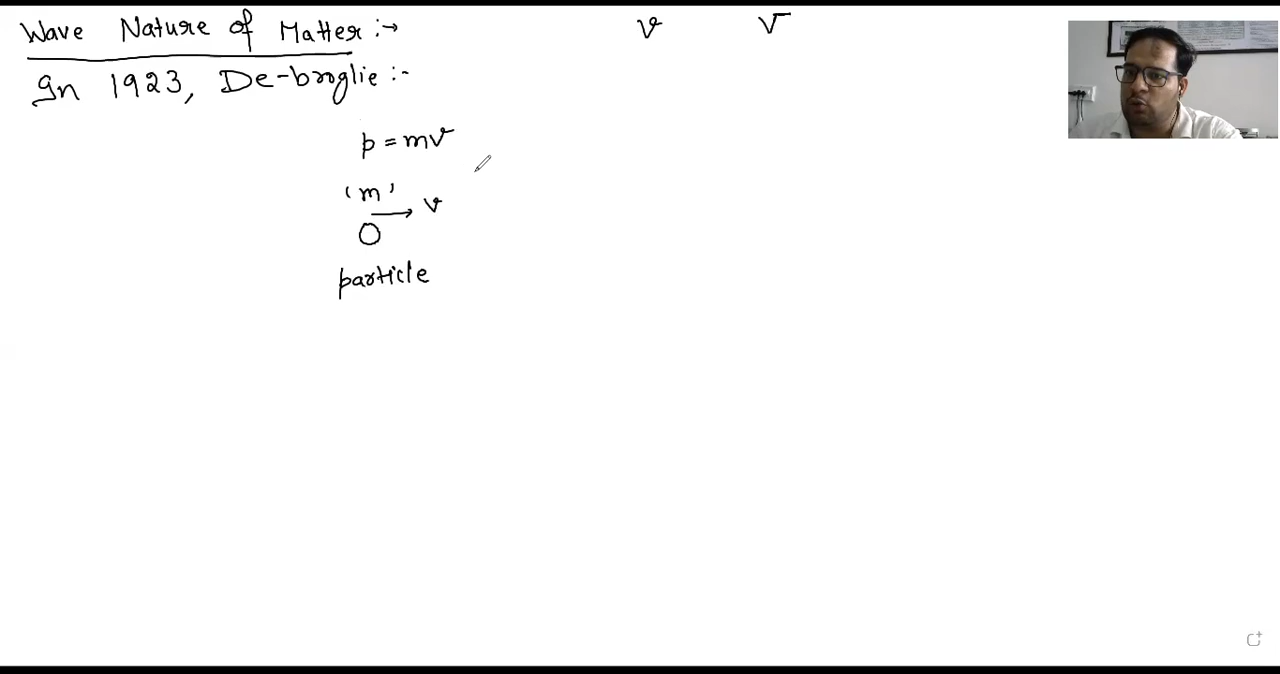 Wave Nature of Matter :→
v V
In 1923, De-broglie :-
p = mv
'm'
v
particle